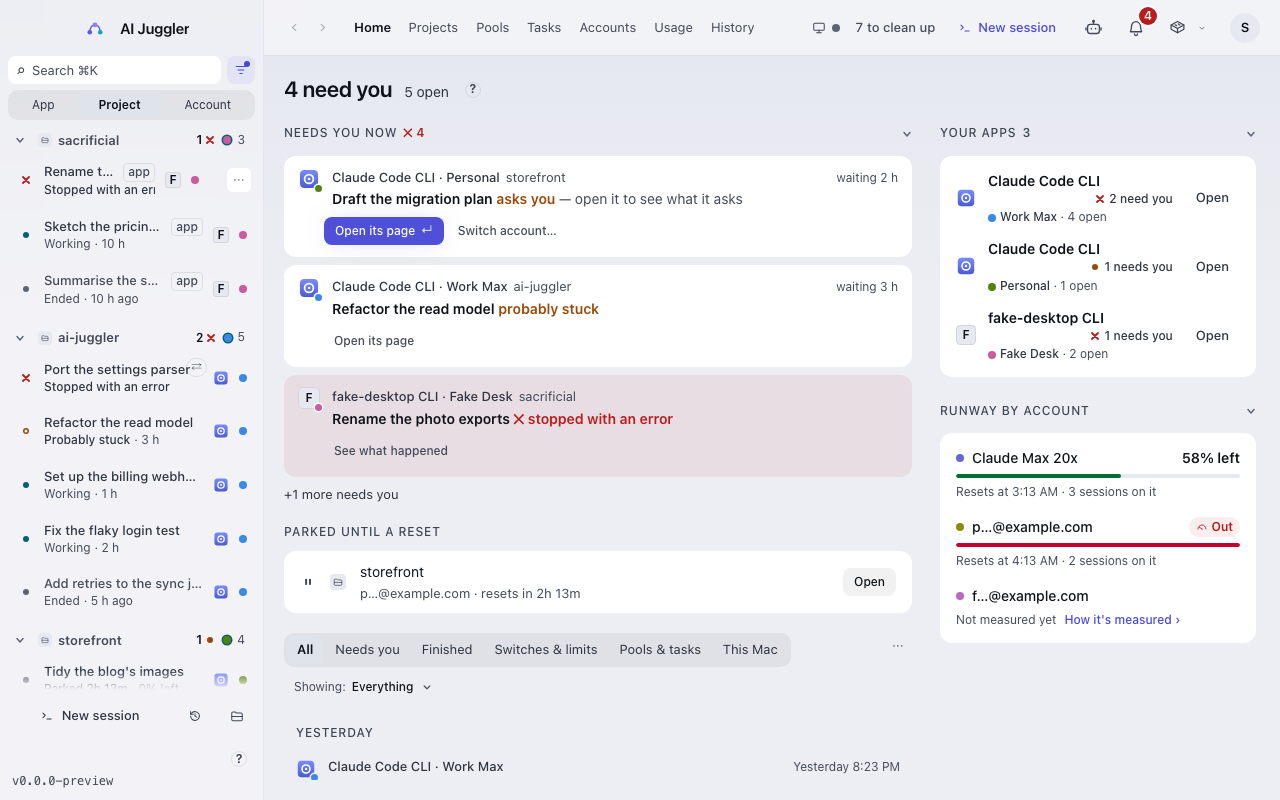 AI Juggler
Search ⌘K
App Project Account
sacrificial 1 3
Rename t... app F
Stopped with an err
Sketch the pricin... app F
Working · 10 h
Summarise the s... app F
Ended · 10 h ago
ai-juggler 2 5
Port the settings parser
Stopped with an error
Refactor the read model
Probably stuck · 3 h
Set up the billing webh...
Working · 1 h
Fix the flaky login test
Working · 2 h
Add retries to the sync j...
Ended · 5 h ago
storefront 1 4
Tidy the blog's images
Parked 2h 13m · 0% left
New session
?
v0.0.0-preview
Home Projects Pools Tasks Accounts Usage History
7 to clean up
New session
4
S
4 need you 5 open ?
NEEDS YOU NOW 4
Claude Code CLI · Personal storefront waiting 2 h
Draft the migration plan asks you — open it to see what it asks
Open its page ↵ Switch account...
Claude Code CLI · Work Max ai-juggler waiting 3 h
Refactor the read model probably stuck
Open its page
F fake-desktop CLI · Fake Desk sacrificial
Rename the photo exports stopped with an error
See what happened
+1 more needs you
PARKED UNTIL A RESET
storefront
p...@example.com · resets in 2h 13m
Open
All Needs you Finished Switches & limits Pools & tasks This Mac ...
Showing: Everything
YESTERDAY
Claude Code CLI · Work Max Yesterday 8:23 PM
YOUR APPS 3
Claude Code CLI
2 need you
Work Max · 4 open
Open
Claude Code CLI
1 needs you
Personal · 1 open
Open
F fake-desktop CLI
1 needs you
Fake Desk · 2 open
Open
RUNWAY BY ACCOUNT
Claude Max 20x 58% left
Resets at 3:13 AM · 3 sessions on it
p...@example.com Out
Resets at 4:13 AM · 2 sessions on it
f...@example.com
Not measured yet How it's measured ›